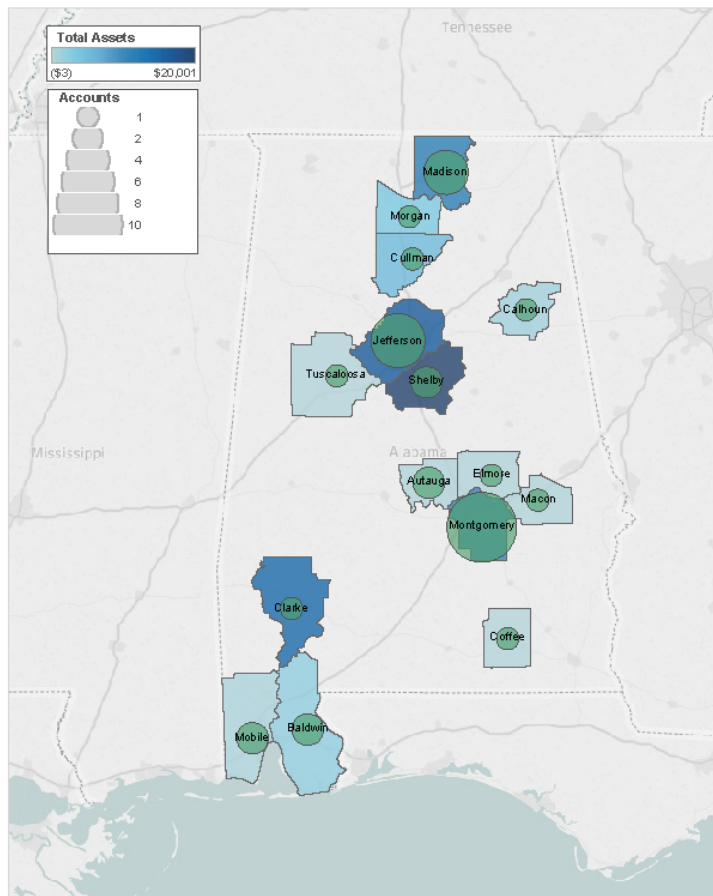 Tennessee
Total Assets
($3) $20,001
Accounts
1
2
4
6
8
10
Madison
Morgan
Cullman
Calhoun
Jefferson
Tuscaloosa
Shelby
Mississippi
Alabama
Autauga
Elmore
Macon
Montgomery
Clarke
Coffee
Baldwin
Mobile